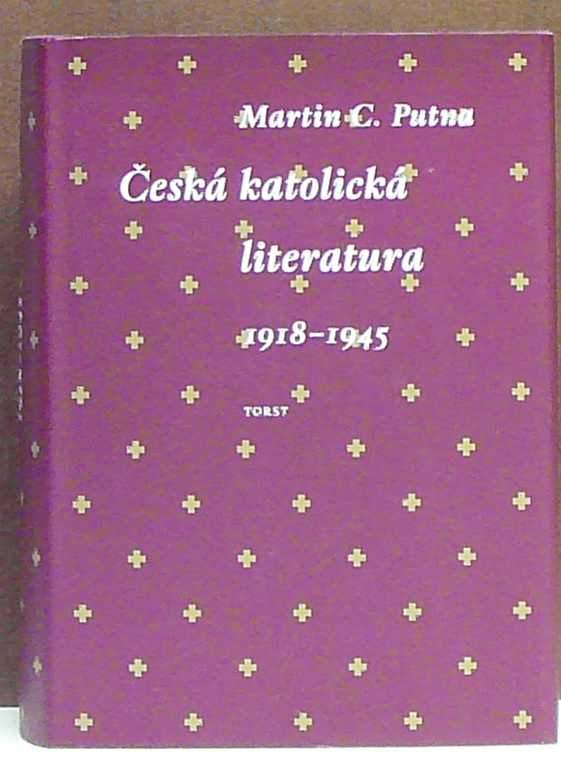 Martin C. Putna
Česká katolická
literatura
1918–1945
TORST